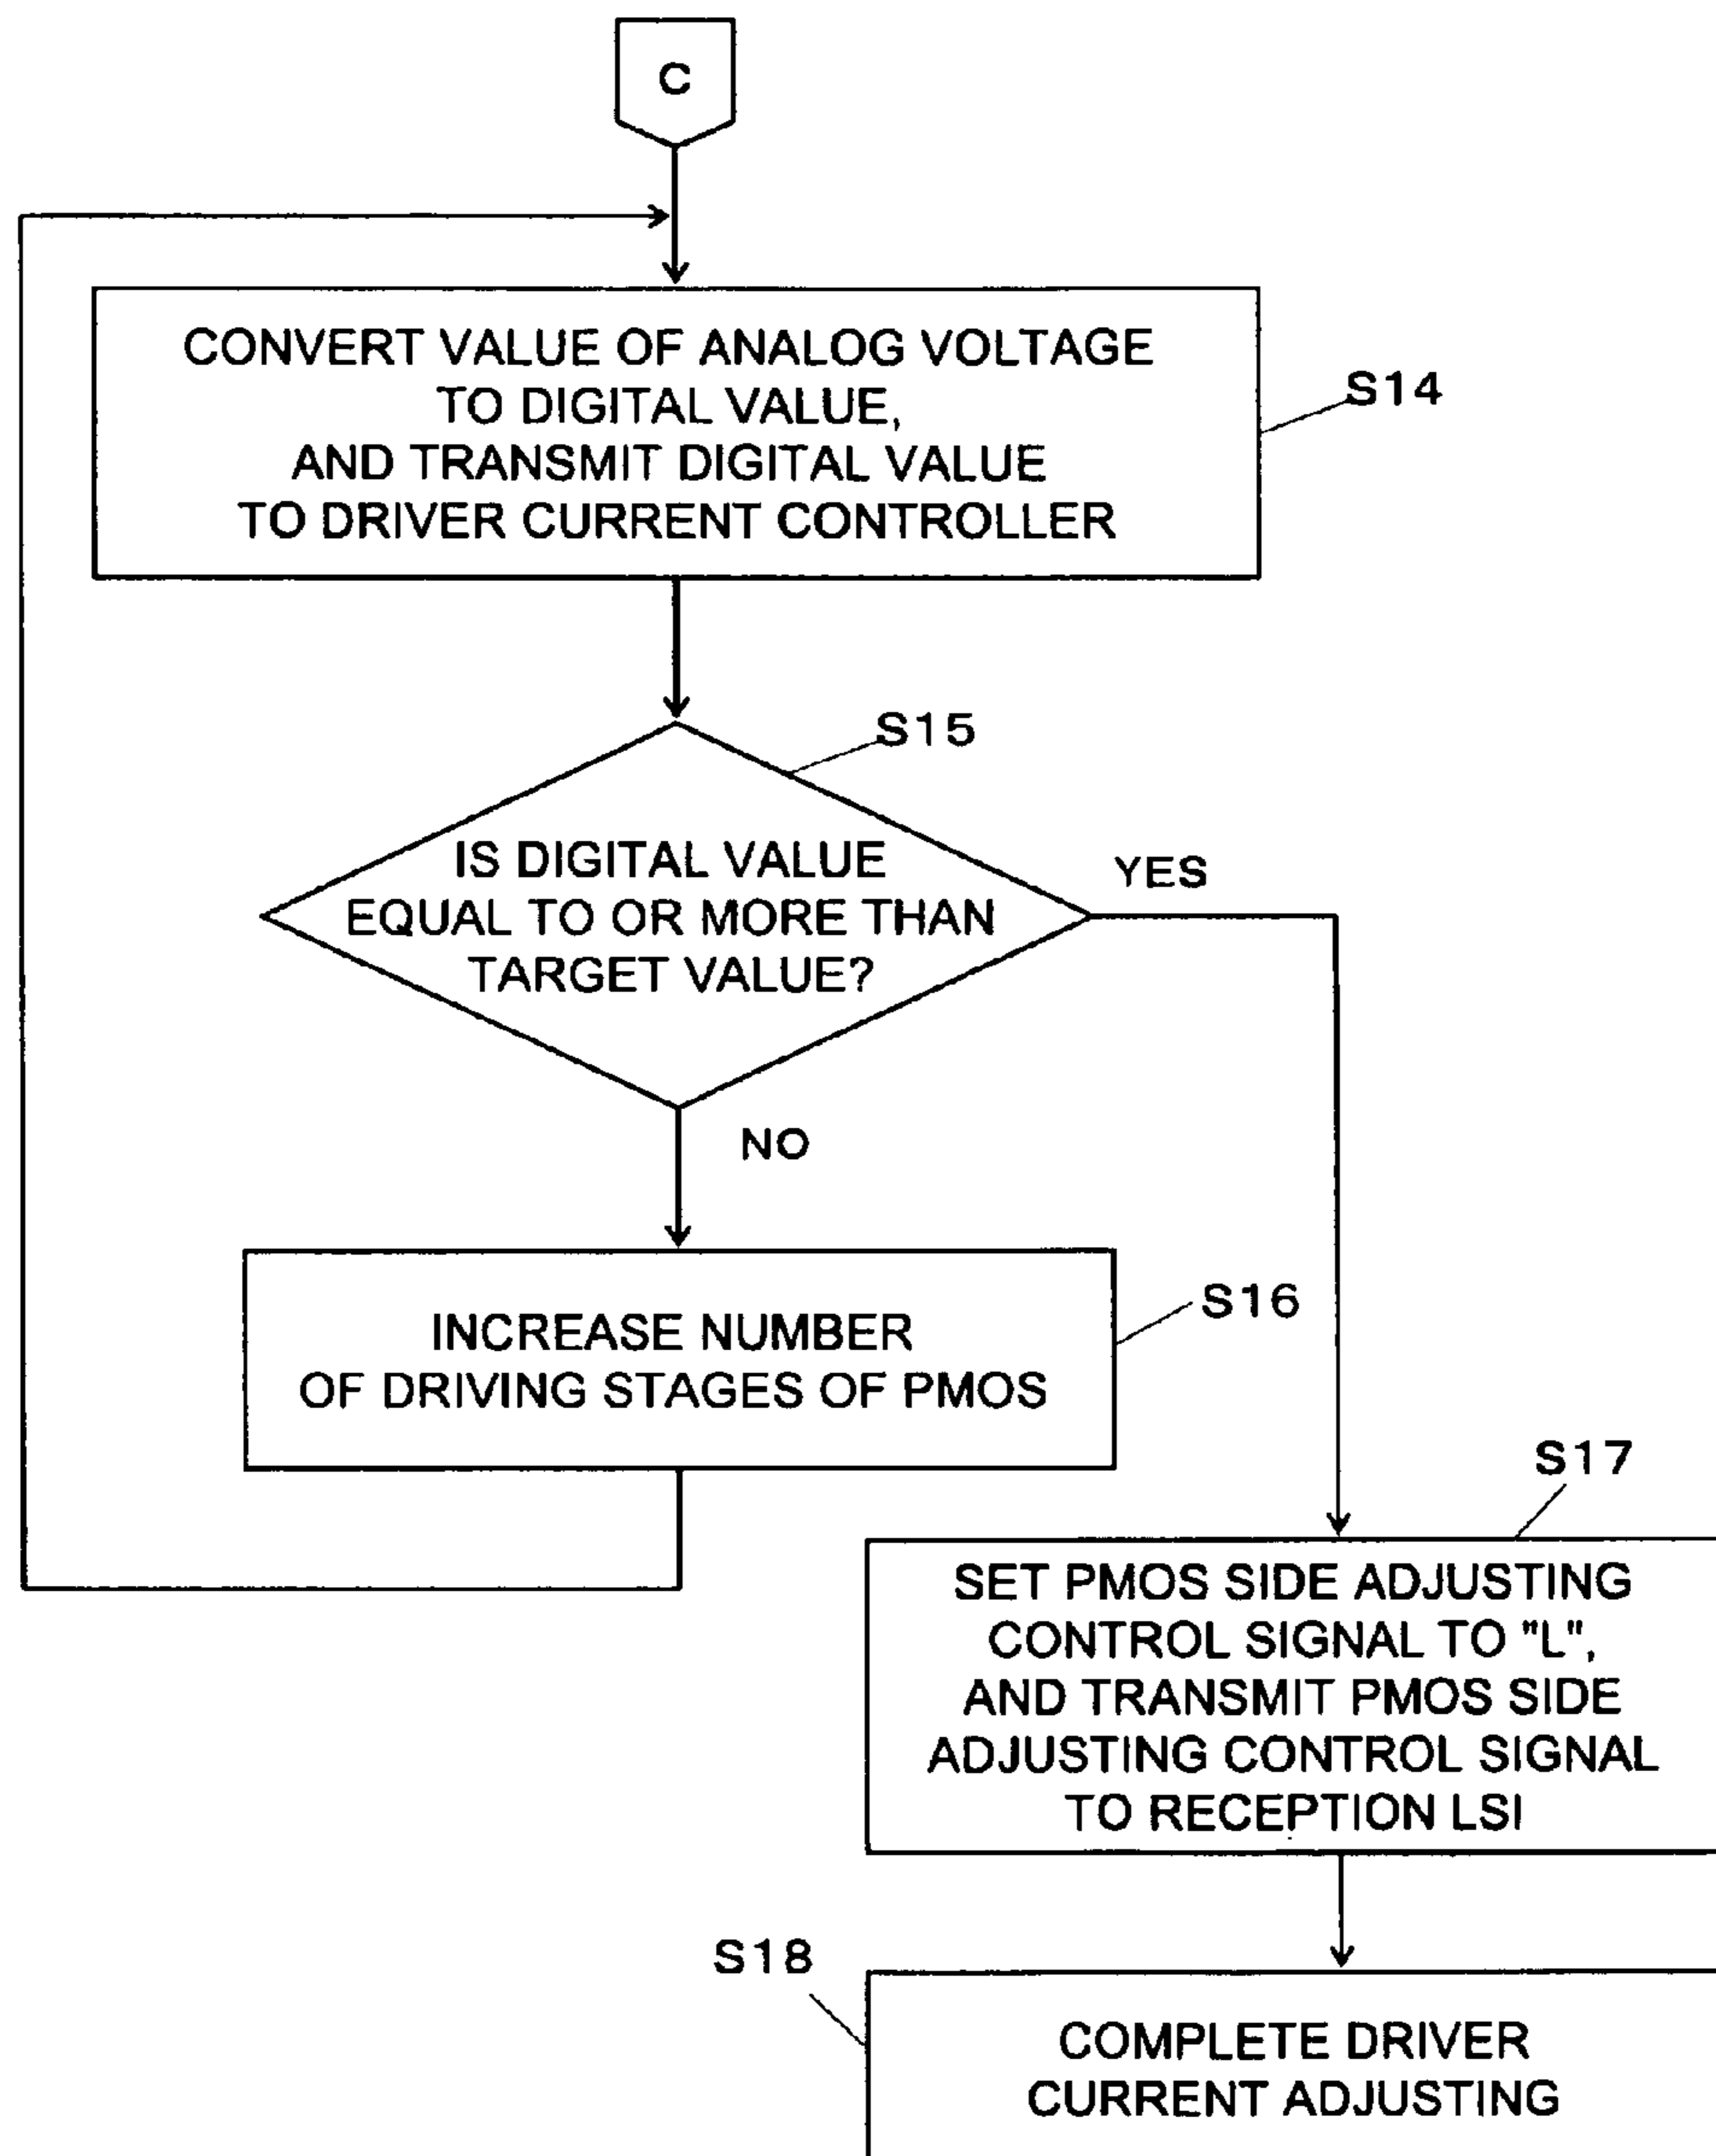 C
CONVERT VALUE OF ANALOG VOLTAGE
TO DIGITAL VALUE,
AND TRANSMIT DIGITAL VALUE
TO DRIVER CURRENT CONTROLLER
S14
S15
IS DIGITAL VALUE
EQUAL TO OR MORE THAN
TARGET VALUE?
YES
NO
INCREASE NUMBER
OF DRIVING STAGES OF PMOS
S16
S17
SET PMOS SIDE ADJUSTING
CONTROL SIGNAL TO "L",
AND TRANSMIT PMOS SIDE
ADJUSTING CONTROL SIGNAL
TO RECEPTION LSI
S18
COMPLETE DRIVER
CURRENT ADJUSTING